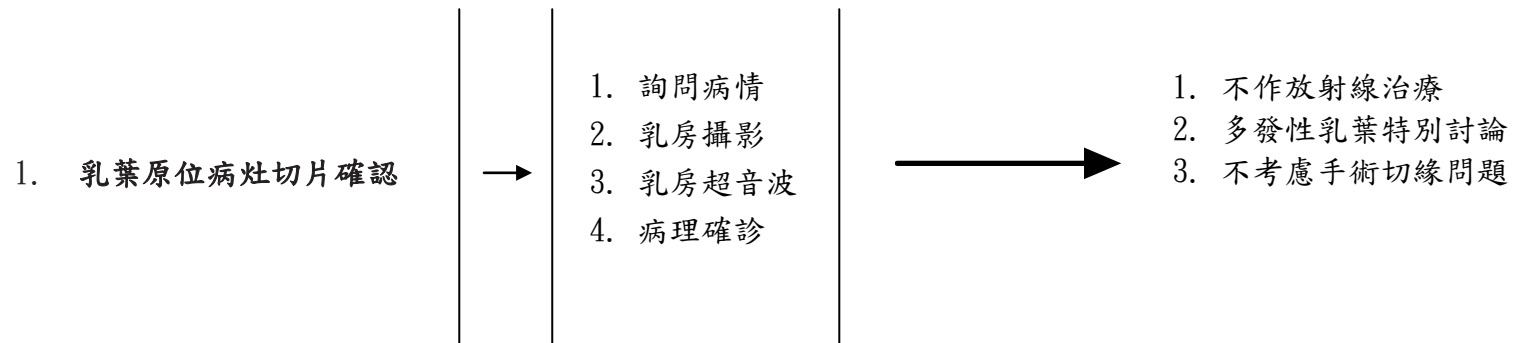 1. 乳葉原位病灶切片確認
1. 詢問病情
2. 乳房攝影
3. 乳房超音波
4. 病理確診
1. 不作放射線治療
2. 多發性乳葉特別討論
3. 不考慮手術切緣問題